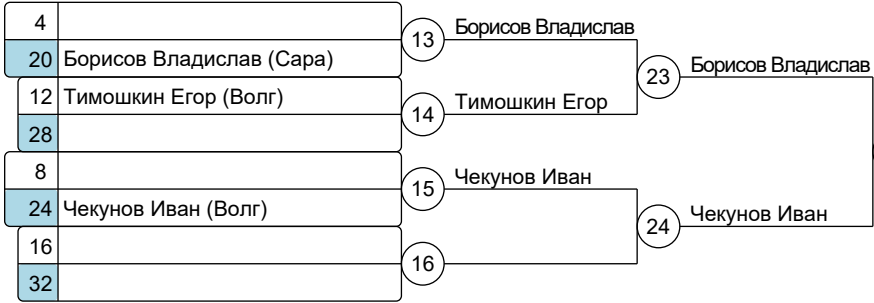 4
20 Борисов Владислав (Сара)
12 Тимошкин Егор (Волг)
28
8
24 Чекунов Иван (Волг)
16
32
13 Борисов Владислав
14 Тимошкин Егор
15 Чекунов Иван
16
23 Борисов Владислав
24 Чекунов Иван